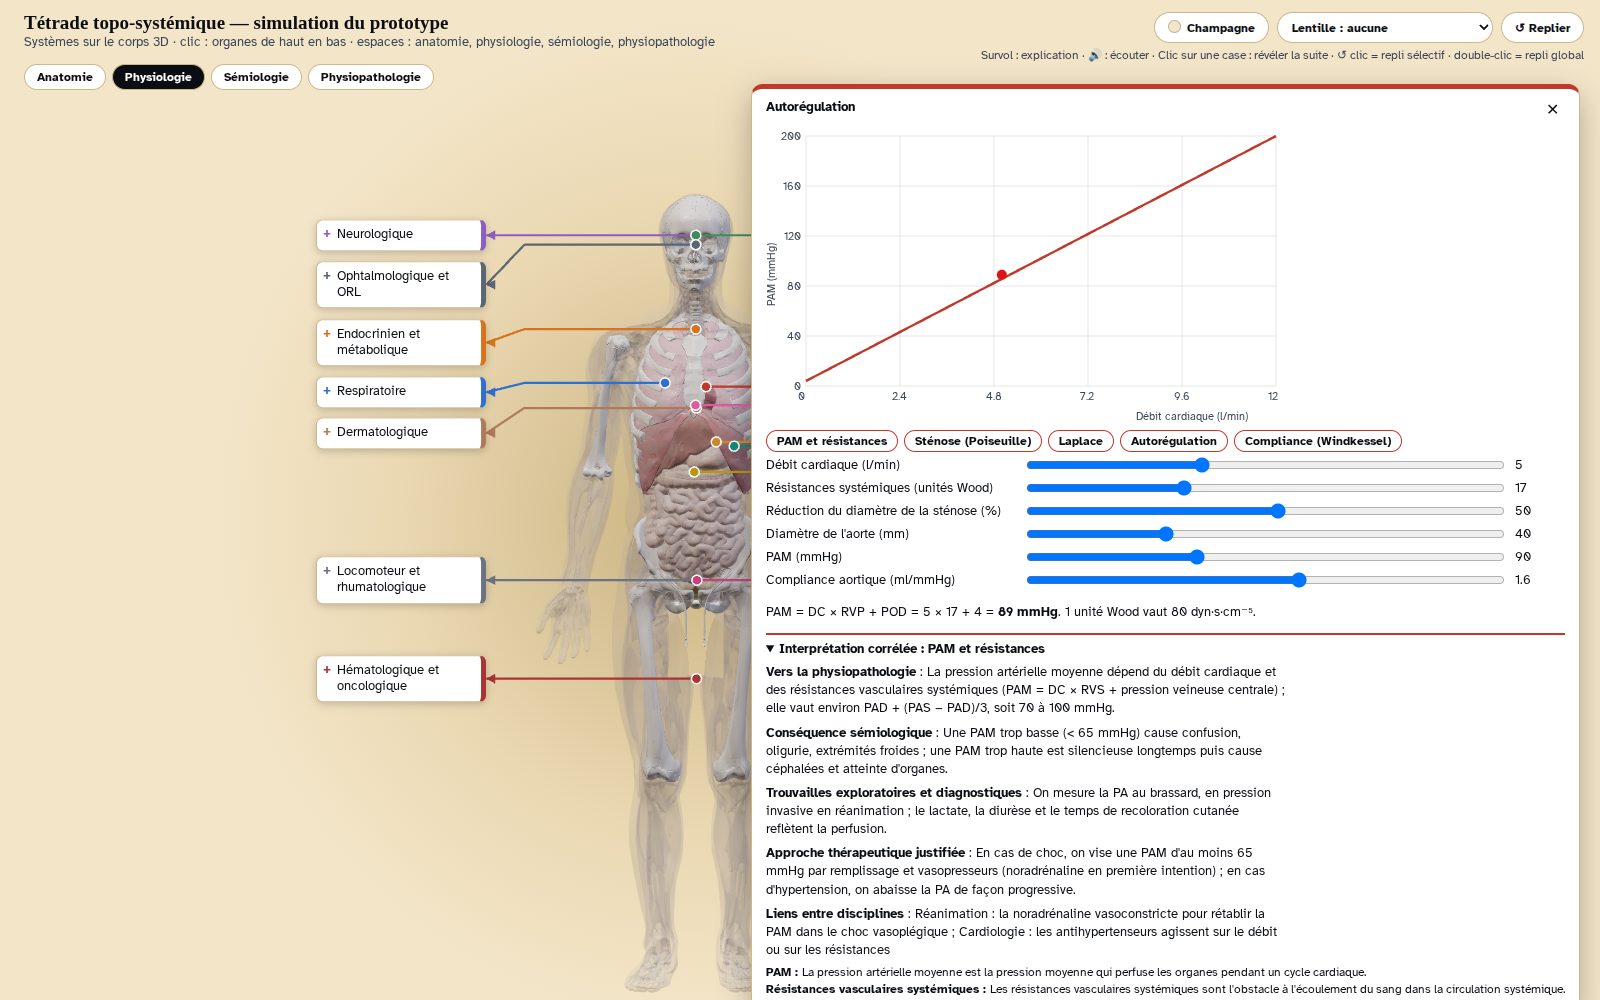 Tétrade topo-systémique — simulation du prototype
Systèmes sur le corps 3D · clic : organes de haut en bas · espaces : anatomie, physiologie, sémiologie, physiopathologie
Champagne
Lentille : aucune
↺ Replier
Survol : explication · 🔊 : écouter · Clic sur une case : révéler la suite · ↺ clic = repli sélectif · double-clic = repli global
Anatomie
Physiologie
Sémiologie
Physiopathologie
+ Neurologique
+ Ophtalmologique et
ORL
+ Endocrinien et
métabolique
+ Respiratoire
+ Dermatologique
+ Locomoteur et
rhumatologique
+ Hématologique et
oncologique
Autorégulation
✕
200
160
120
80
40
0
PAM (mmHg)
0 2.4 4.8 7.2 9.6 12
Débit cardiaque (l/min)
PAM et résistances
Sténose (Poiseuille)
Laplace
Autorégulation
Compliance (Windkessel)
Débit cardiaque (l/min) 5
Résistances systémiques (unités Wood) 17
Réduction du diamètre de la sténose (%) 50
Diamètre de l'aorte (mm) 40
PAM (mmHg) 90
Compliance aortique (ml/mmHg) 1.6
PAM = DC × RVP + POD = 5 × 17 + 4 = 89 mmHg. 1 unité Wood vaut 80 dyn·s·cm⁻⁵.
▼ Interprétation corrélée : PAM et résistances
Vers la physiopathologie : La pression artérielle moyenne dépend du débit cardiaque et
des résistances vasculaires systémiques (PAM = DC × RVS + pression veineuse centrale) ;
elle vaut environ PAD + (PAS − PAD)/3, soit 70 à 100 mmHg.
Conséquence sémiologique : Une PAM trop basse (< 65 mmHg) cause confusion,
oligurie, extrémités froides ; une PAM trop haute est silencieuse longtemps puis cause
céphalées et atteinte d'organes.
Trouvailles exploratoires et diagnostiques : On mesure la PA au brassard, en pression
invasive en réanimation ; le lactate, la diurèse et le temps de recoloration cutanée
reflètent la perfusion.
Approche thérapeutique justifiée : En cas de choc, on vise une PAM d'au moins 65
mmHg par remplissage et vasopresseurs (noradrénaline en première intention) ; en cas
d'hypertension, on abaisse la PA de façon progressive.
Liens entre disciplines : Réanimation : la noradrénaline vasoconstricte pour rétablir la
PAM dans le choc vasoplégique ; Cardiologie : les antihypertenseurs agissent sur le débit
ou sur les résistances
PAM : La pression artérielle moyenne est la pression moyenne qui perfuse les organes pendant un cycle cardiaque.
Résistances vasculaires systémiques : Les résistances vasculaires systémiques sont l'obstacle à l'écoulement du sang dans la circulation systémique.